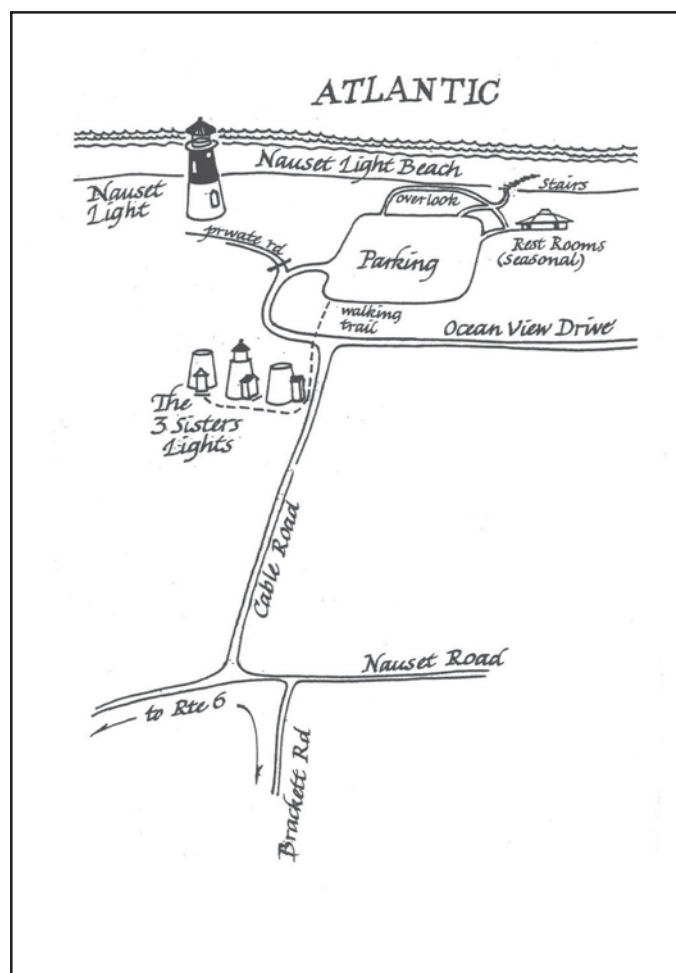 ATLANTIC
Nauset Light Beach
Nauset
Light
overlook
stairs
private rd
Parking
Rest Rooms
(seasonal)
walking
trail
Ocean View Drive
The
3 Sisters
Lights
Cable Road
Nauset Road
to Rte 6
Brackett Rd